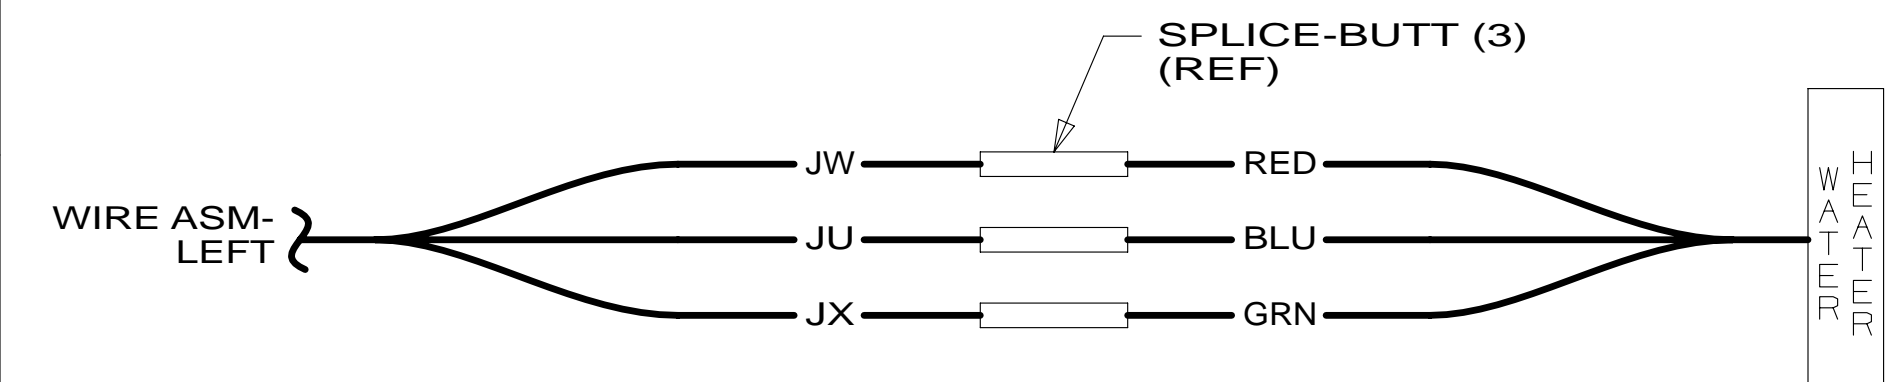 SPLICE-BUTT (3)
(REF)
WIRE ASM-
LEFT
JW
RED
JU
BLU
JX
GRN
WATER
HEATER